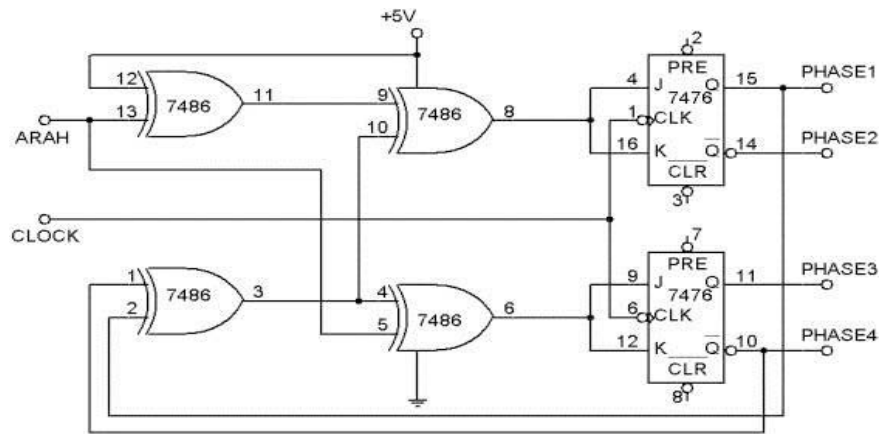 +5V
2
12
13
7486
11
9
10
7486
8
4
1
16
J
PRE
Q
7476
CLK
K
Q
CLR
15
14
3
PHASE1
PHASE2
ARAH
CLOCK
1
2
7486
3
4
5
7486
6
7
9
6
12
J
PRE
Q
7476
CLK
K
Q
CLR
11
10
8
PHASE3
PHASE4